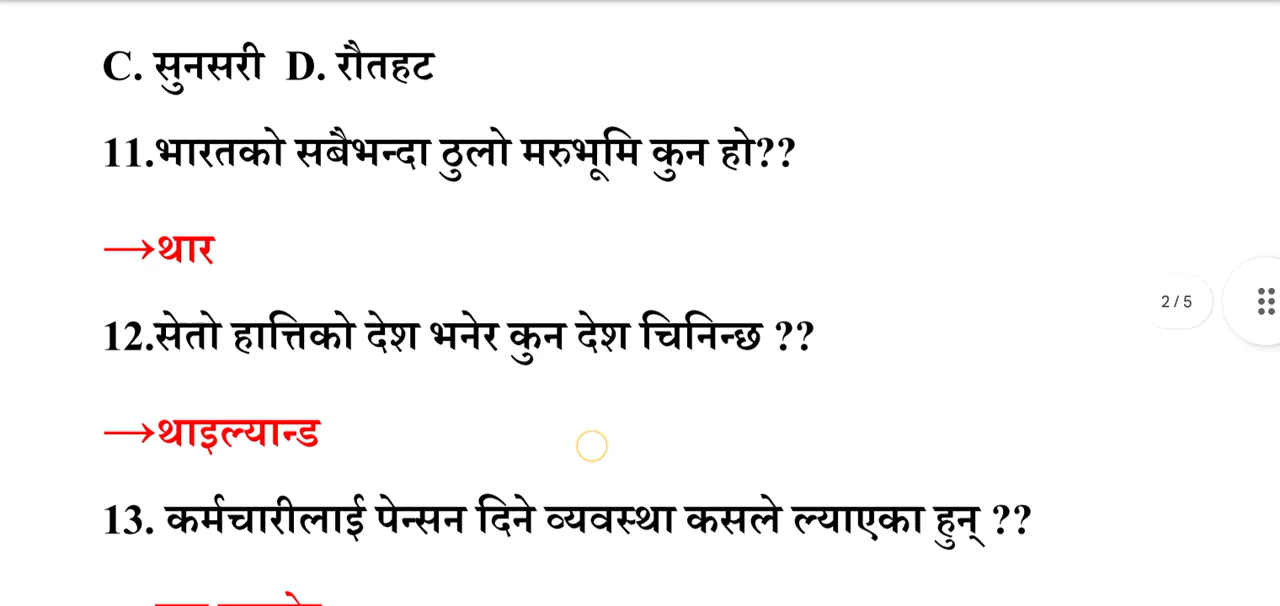 C. सुनसरी D. रौतहट
11.भारतको सबैभन्दा ठुलो मरुभूमि कुन हो??
→थार
2 / 5
12.सेतो हात्तिको देश भनेर कुन देश चिनिन्छ ??
→थाइल्यान्ड
13. कर्मचारीलाई पेन्सन दिने व्यवस्था कसले ल्याएका हुन् ??